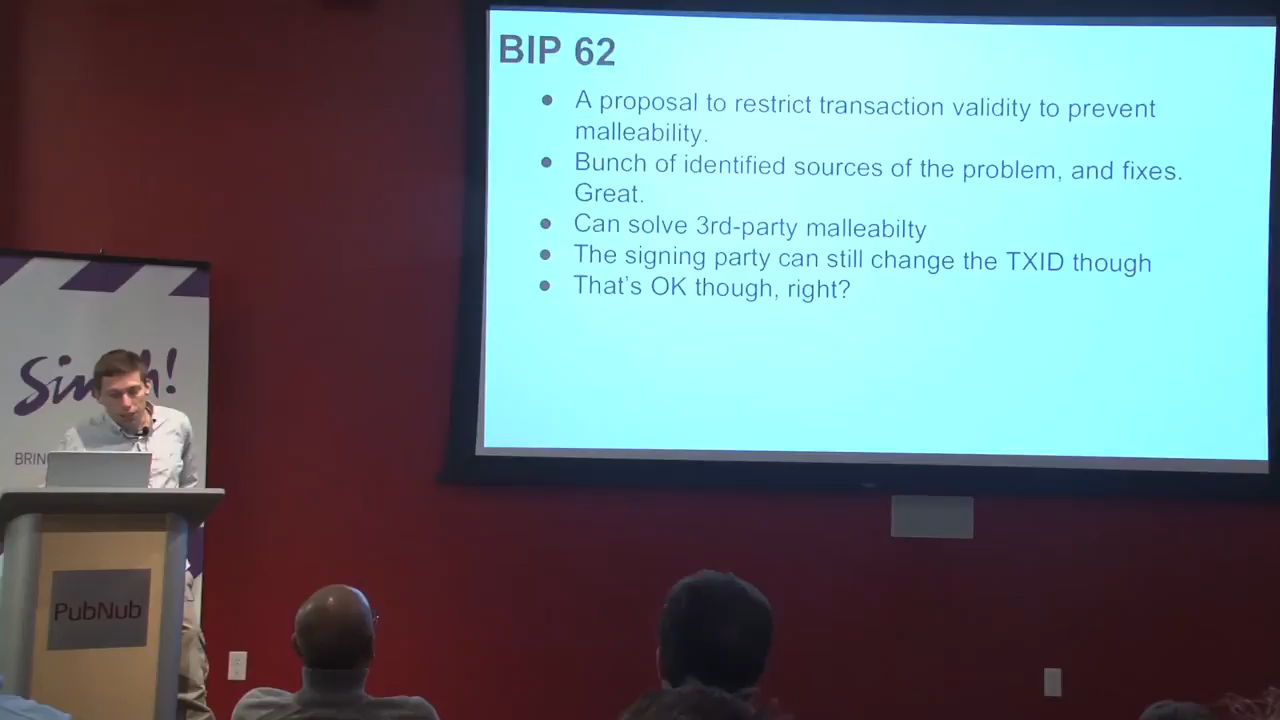 BIP 62
● A proposal to restrict transaction validity to prevent
malleability.
● Bunch of identified sources of the problem, and fixes.
Great.
● Can solve 3rd-party malleabilty
● The signing party can still change the TXID though
● That's OK though, right?
PubNub